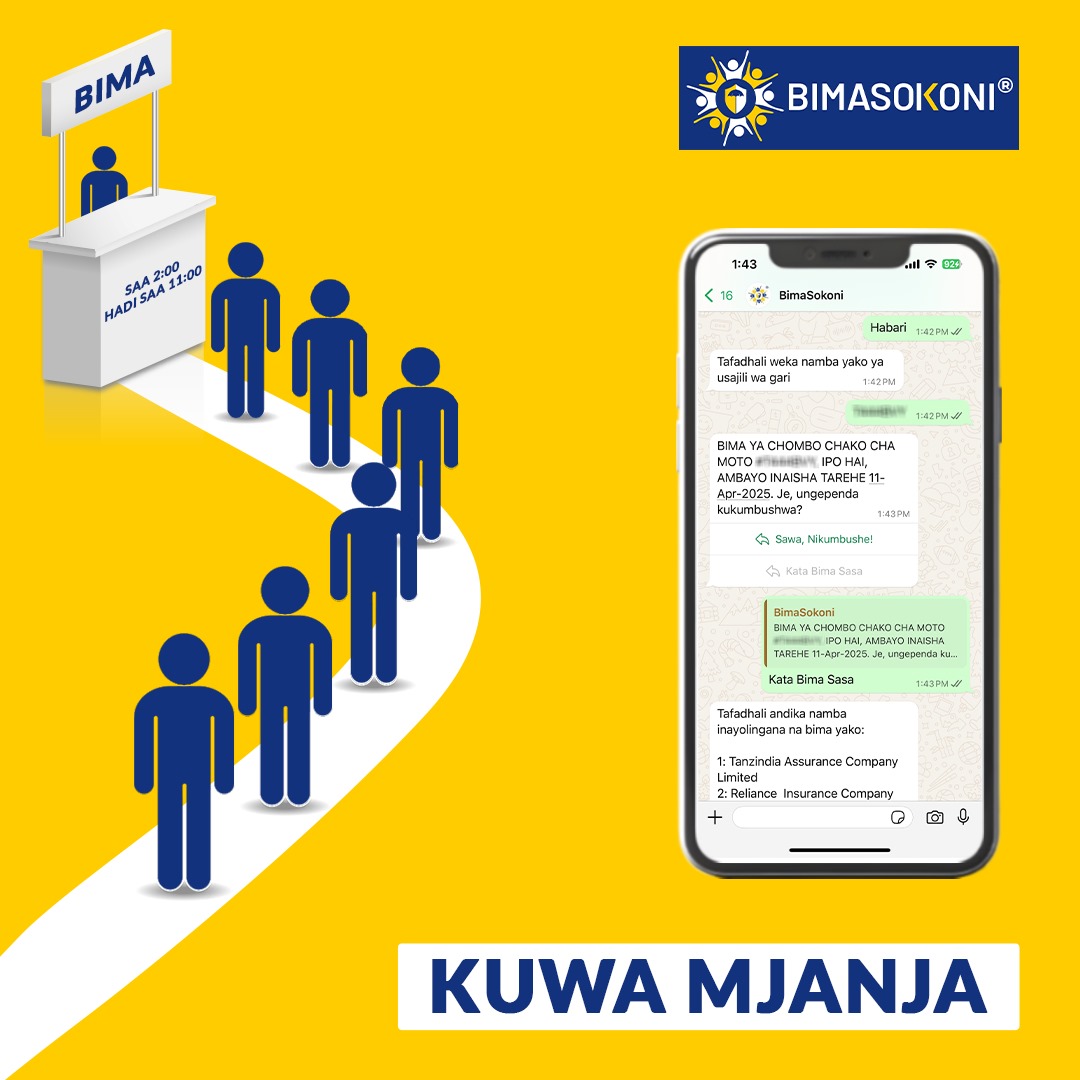 BIMA
SAA 2:00
HADI SAA 11:00
BIMASOKONI®
1:43
92
16
BimaSokoni
Habari
1:42 PM
Tafadhali weka namba yako ya
usajili wa gari
1:42 PM
1:42 PM
BIMA YA CHOMBO CHAKO CHA
MOTO IPO HAI,
AMBAYO INAISHA TAREHE 11-
Apr-2025. Je, ungependa
kukumbushwa?
1:43 PM
Sawa, Nikumbushe!
Kata Bima Sasa
BimaSokoni
BIMA YA CHOMBO CHAKO CHA MOTO
IPO HAI, AMBAYO INAISHA
TAREHE 11-Apr-2025. Je, ungependa ku...
Kata Bima Sasa
1:43 PM
Tafadhali andika namba
inayolingana na bima yako:
1: Tanzindia Assurance Company
Limited
2: Reliance Insurance Company
KUWA MJANJA